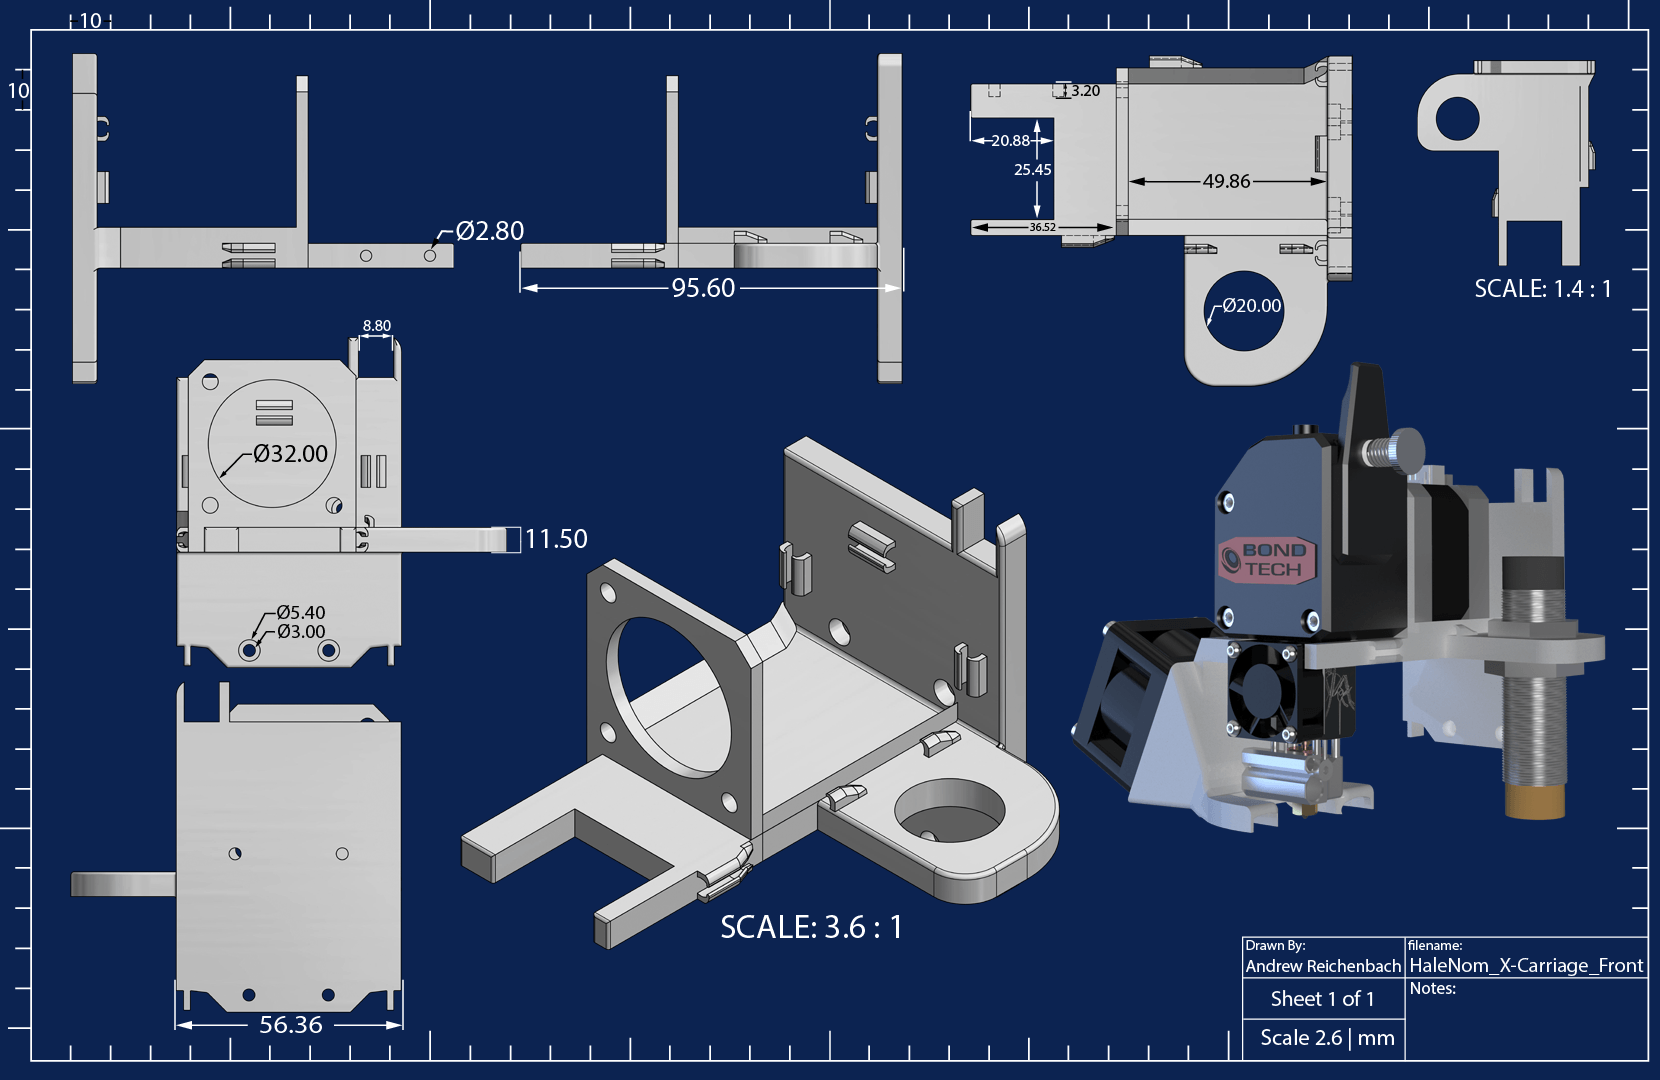 10
10
3.20
20.88
25.45
49.86
36.52
Ø2.80
95.60
Ø20.00
SCALE: 1.4 : 1
8.80
Ø32.00
11.50
BOND
TECH
Ø5.40
Ø3.00
SCALE: 3.6 : 1
56.36
Drawn By:
Andrew Reichenbach
filename:
HaleNom_X-Carriage_Front
Sheet 1 of 1
Notes:
Scale 2.6 | mm